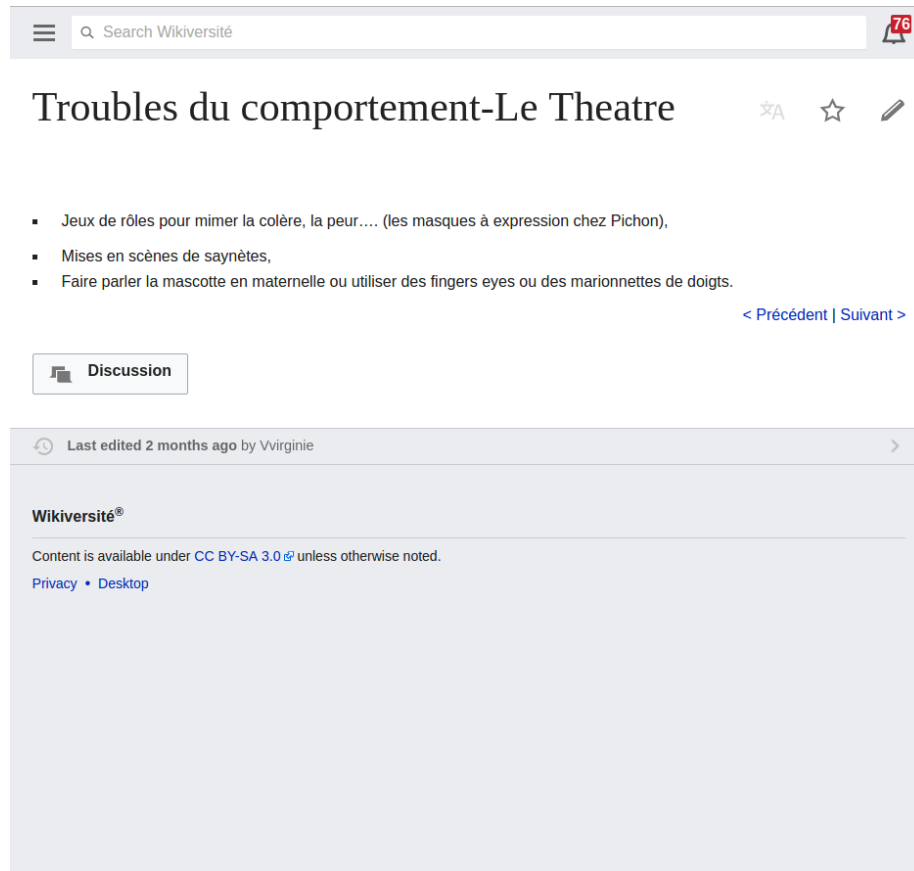 Search Wikiversité
76
Troubles du comportement-Le Theatre
Jeux de rôles pour mimer la colère, la peur…. (les masques à expression chez Pichon),
Mises en scènes de saynètes,
Faire parler la mascotte en maternelle ou utiliser des fingers eyes ou des marionnettes de doigts.
< Précédent | Suivant >
Discussion
Last edited 2 months ago by Vvirginie
Wikiversité®
Content is available under CC BY-SA 3.0 unless otherwise noted.
Privacy • Desktop